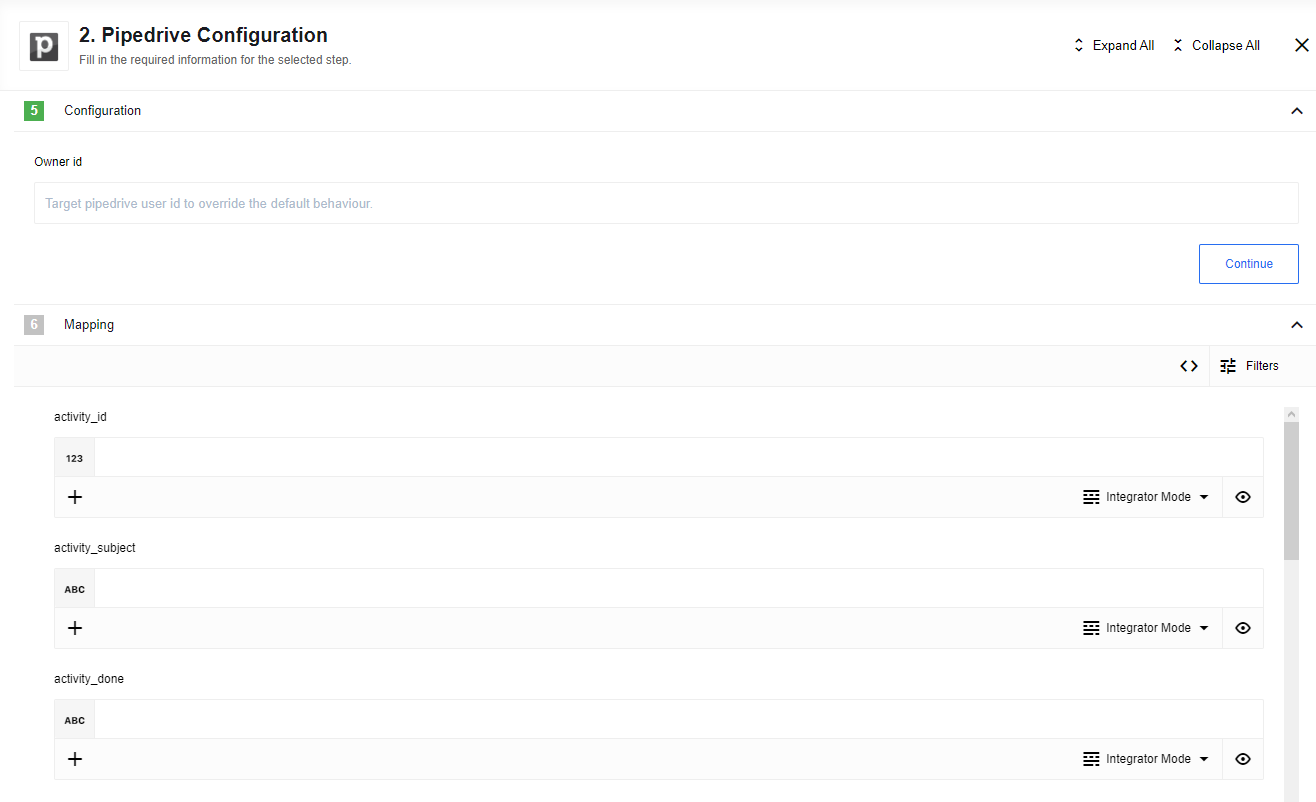 p
2. Pipedrive Configuration
Fill in the required information for the selected step.
Expand All
Collapse All
5 Configuration
Owner id
Target pipedrive user id to override the default behaviour.
Continue
6 Mapping
Filters
activity_id
123
Integrator Mode
activity_subject
ABC
Integrator Mode
activity_done
ABC
Integrator Mode